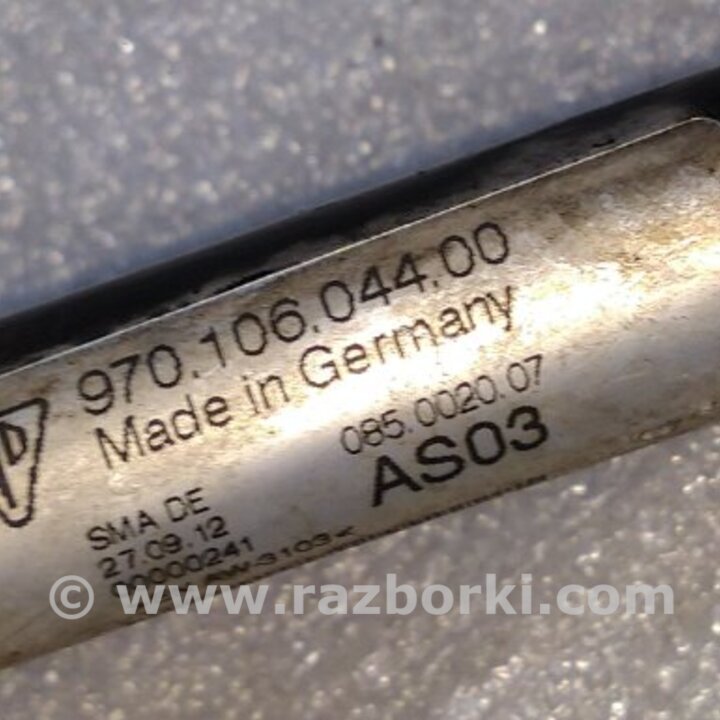 970.106.044.00
Made in Germany
085.0020.07
AS03
SMA DE
27.09.12
00000241
© www.razborki.com